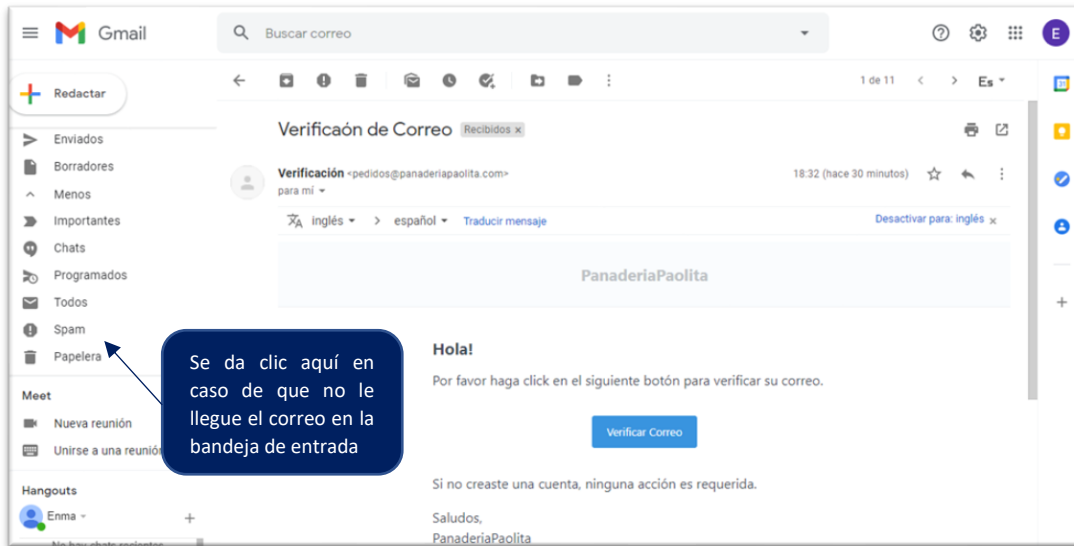 Gmail
Buscar correo
E
Redactar
1 de 11
Es
Enviados
Borradores
Menos
Importantes
Chats
Programados
Todos
Spam
Papelera
Meet
Nueva reunión
Unirse a una reunión
Hangouts
Enma
No hay chats recientes
Verificaón de Correo Recibidos x
Verificación <pedidos@panaderiapaolita.com>
18:32 (hace 30 minutos)
para mí
inglés > español Traducir mensaje
Desactivar para: inglés x
PanaderiaPaolita
Hola!
Por favor haga click en el siguiente botón para verificar su correo.
Verificar Correo
Si no creaste una cuenta, ninguna acción es requerida.
Saludos,
PanaderiaPaolita
Se da clic aquí en
caso de que no le
llegue el correo en la
bandeja de entrada